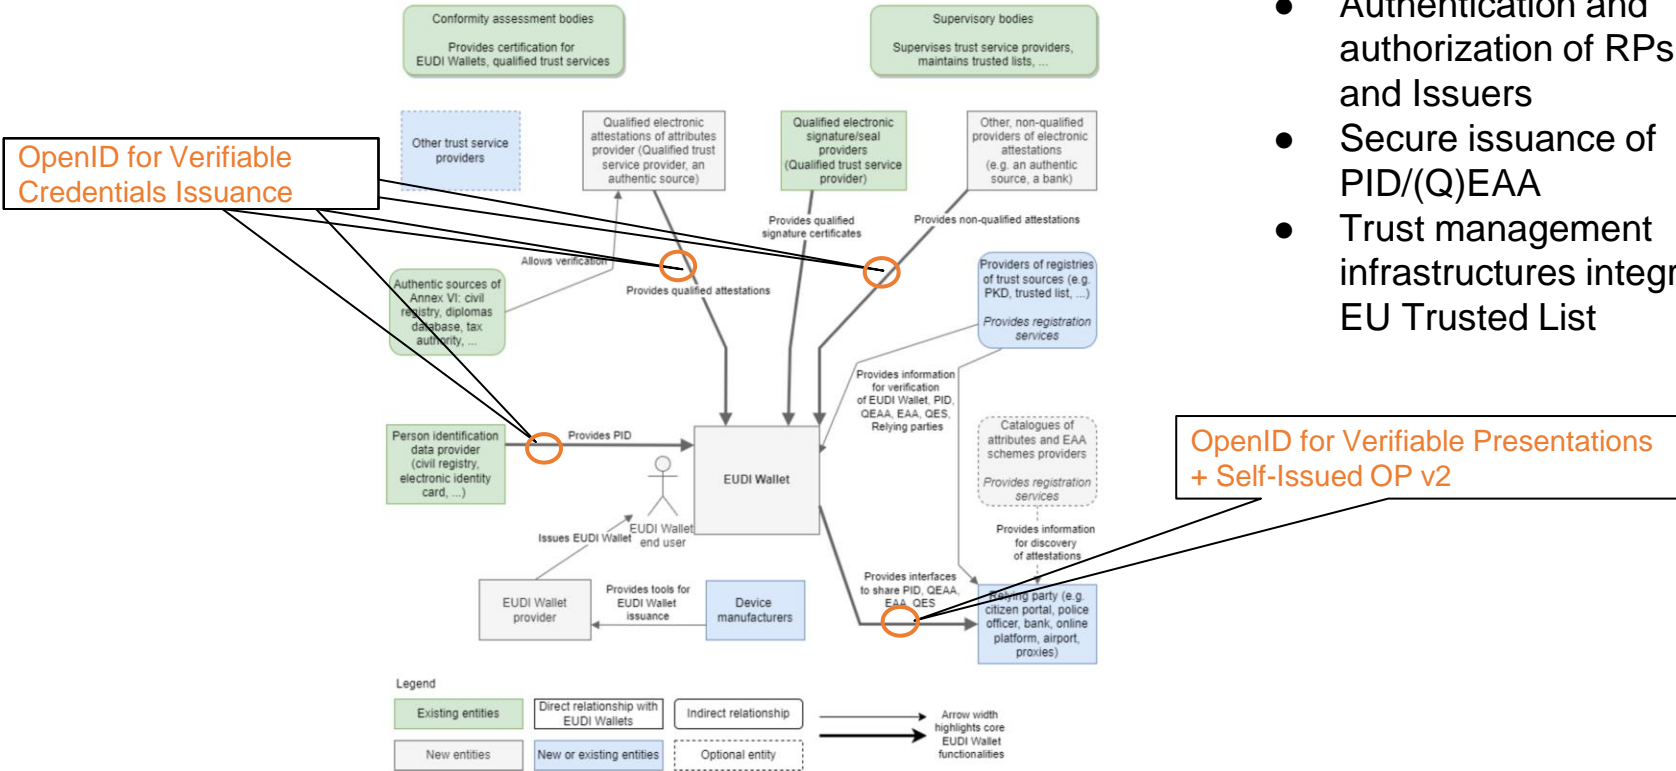 Conformity assessment bodies
Provides certification for
EUDI Wallets, qualified trust services
Supervisory bodies
Supervises trust service providers,
maintains trusted lists, ...
● Authentication and
authorization of RPs
and Issuers
● Secure issuance of
PID/(Q)EAA
● Trust management
infrastructures integr
EU Trusted List
OpenID for Verifiable
Credentials Issuance
Other trust service
providers
Qualified electronic
attestations of attributes
provider (Qualified trust
service provider, an
authentic source)
Qualified electronic
signature/seal
providers
(Qualified trust service
provider)
Other, non-qualified
providers of electronic
attestations
(e.g. an authentic
source, a bank)
Provides qualified
signature certificates
Provides non-qualified attestations
Allows verification
Provides qualified attestations
Authentic sources of
Annex VI: civil
registry, diplomas
database, tax
authority, ...
Providers of registries
of trust sources (e.g.
PKD, trusted list, ...)
Provides registration
services
Provides information
for verification
of EUDI Wallet, PID,
QEAA, EAA, QES,
Relying parties
Person identification
data provider
(civil registry,
electronic identity
card, ...)
Provides PID
EUDI Wallet
Catalogues of
attributes and EAA
schemes providers
Provides registration
services
OpenID for Verifiable Presentations
+ Self-Issued OP v2
Issues EUDI Wallet
EUDI Wallet
end user
Provides information
for discovery
of attestations
Provides interfaces
to share PID, QEAA,
EAA, QES
EUDI Wallet
provider
Provides tools for
EUDI Wallet
issuance
Device
manufacturers
Relying party (e.g.
citizen portal, police
officer, bank, online
platform, airport,
proxies)
Legend
Existing entities
Direct relationship with
EUDI Wallets
Indirect relationship
Arrow width
highlights core
EUDI Wallet
functionalities
New entities
New or existing entities
Optional entity